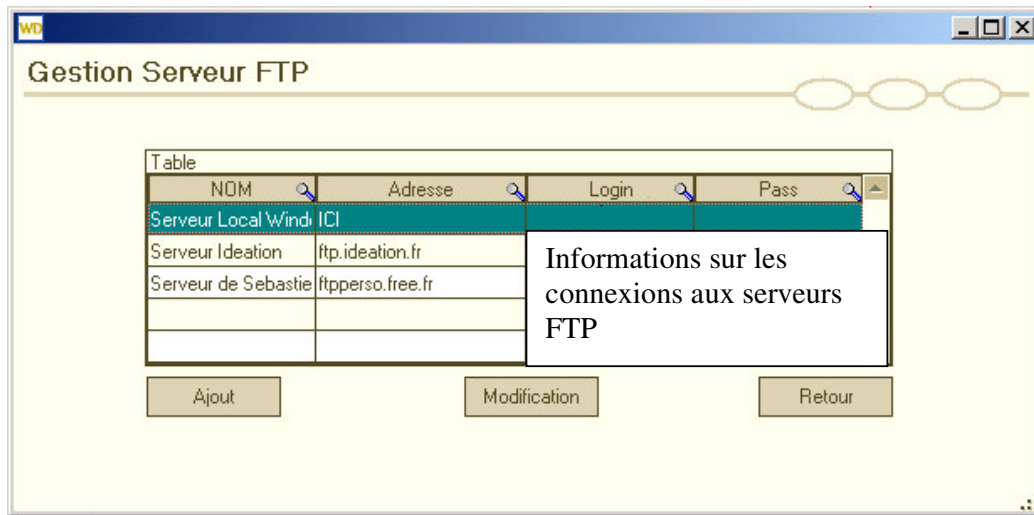 WD
Gestion Serveur FTP
Table
NOM Adresse Login Pass
Serveur Local Wind ICI
Serveur Ideation ftp.ideation.fr
Serveur de Sebastie ftpperso.free.fr
Informations sur les
connexions aux serveurs
FTP
Ajout Modification Retour